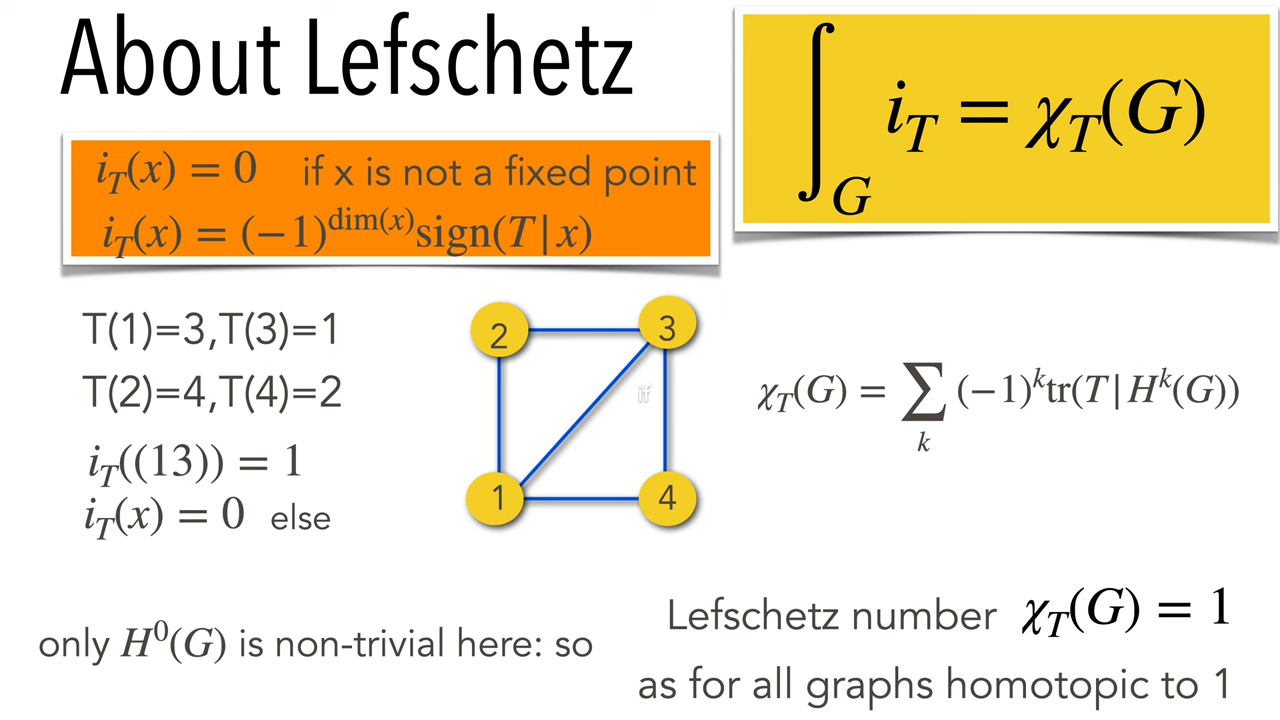 About Lefschetz
∫_G i_T = χ_T(G)
i_T(x) = 0 if x is not a fixed point
i_T(x) = (−1)^dim(x) sign(T|x)
T(1)=3,T(3)=1
T(2)=4,T(4)=2
i_T((13)) = 1
i_T(x) = 0 else
2
3
if
1
4
χ_T(G) = ∑_k (−1)^k tr(T|H^k(G))
only H^0(G) is non-trivial here: so
Lefschetz number χ_T(G) = 1
as for all graphs homotopic to 1